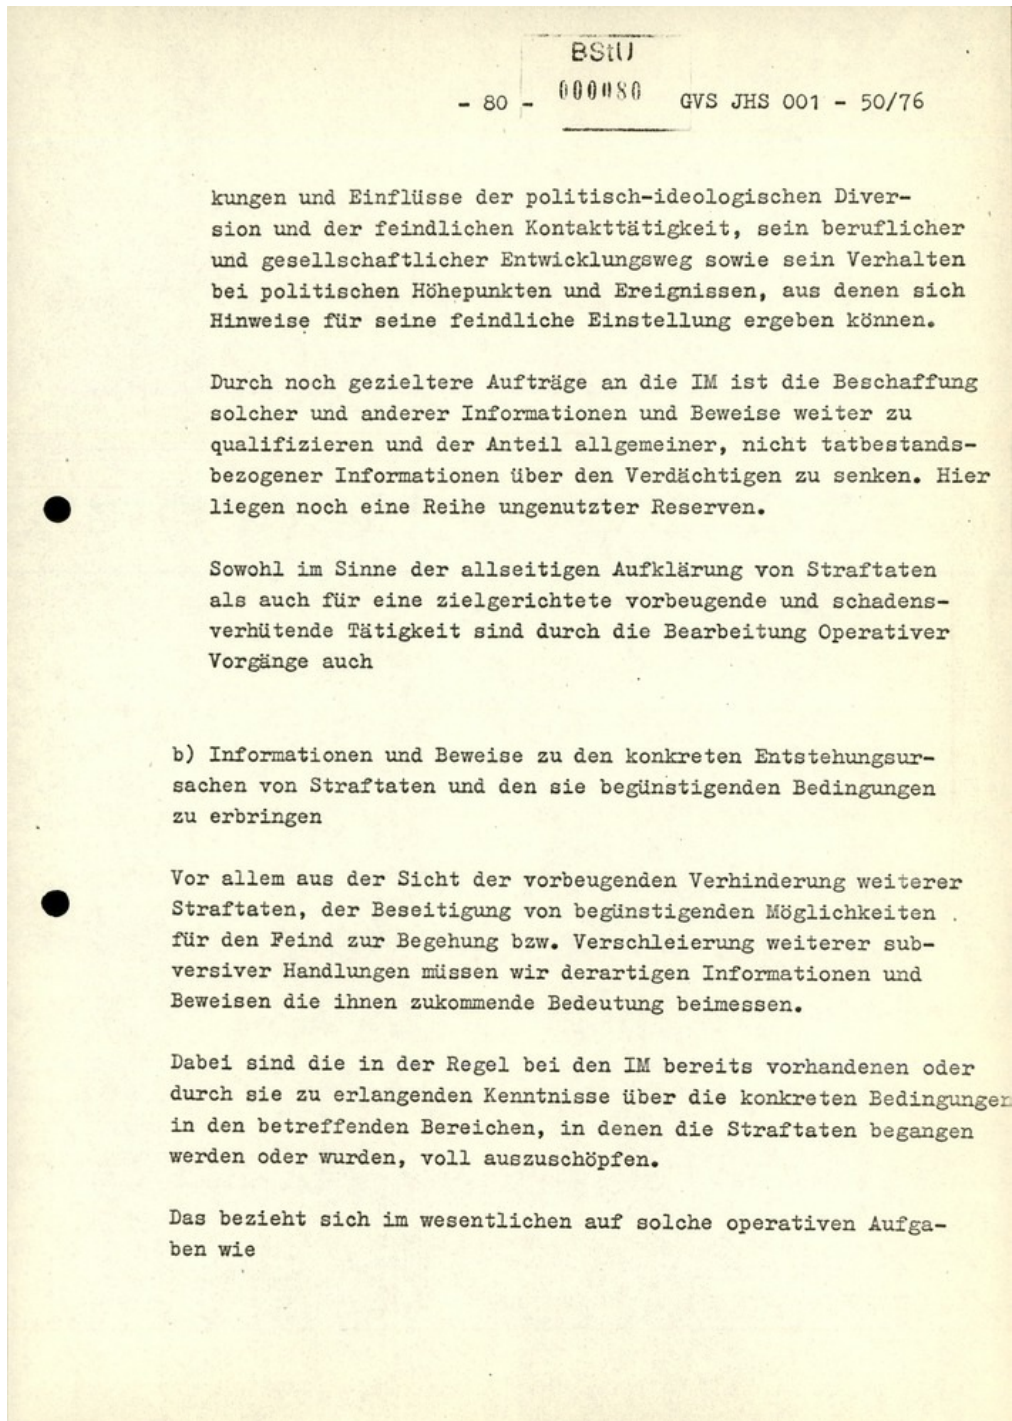 BStU
000080
- 80 -
GVS JHS 001 - 50/76
kungen und Einflüsse der politisch-ideologischen Diver-
sion und der feindlichen Kontakttätigkeit, sein beruflicher
und gesellschaftlicher Entwicklungsweg sowie sein Verhalten
bei politischen Höhepunkten und Ereignissen, aus denen sich
Hinweise für seine feindliche Einstellung ergeben können.
Durch noch gezieltere Aufträge an die IM ist die Beschaffung
solcher und anderer Informationen und Beweise weiter zu
qualifizieren und der Anteil allgemeiner, nicht tatbestands-
bezogener Informationen über den Verdächtigen zu senken. Hier
liegen noch eine Reihe ungenutzter Reserven.
Sowohl im Sinne der allseitigen Aufklärung von Straftaten
als auch für eine zielgerichtete vorbeugende und schadens-
verhütende Tätigkeit sind durch die Bearbeitung Operativer
Vorgänge auch
b) Informationen und Beweise zu den konkreten Entstehungsur-
sachen von Straftaten und den sie begünstigenden Bedingungen
zu erbringen
Vor allem aus der Sicht der vorbeugenden Verhinderung weiterer
Straftaten, der Beseitigung von begünstigenden Möglichkeiten
für den Feind zur Begehung bzw. Verschleierung weiterer sub-
versiver Handlungen müssen wir derartigen Informationen und
Beweisen die ihnen zukommende Bedeutung beimessen.
Dabei sind die in der Regel bei den IM bereits vorhandenen oder
durch sie zu erlangenden Kenntnisse über die konkreten Bedingungen
in den betreffenden Bereichen, in denen die Straftaten begangen
werden oder wurden, voll auszuschöpfen.
Das bezieht sich im wesentlichen auf solche operativen Aufga-
ben wie